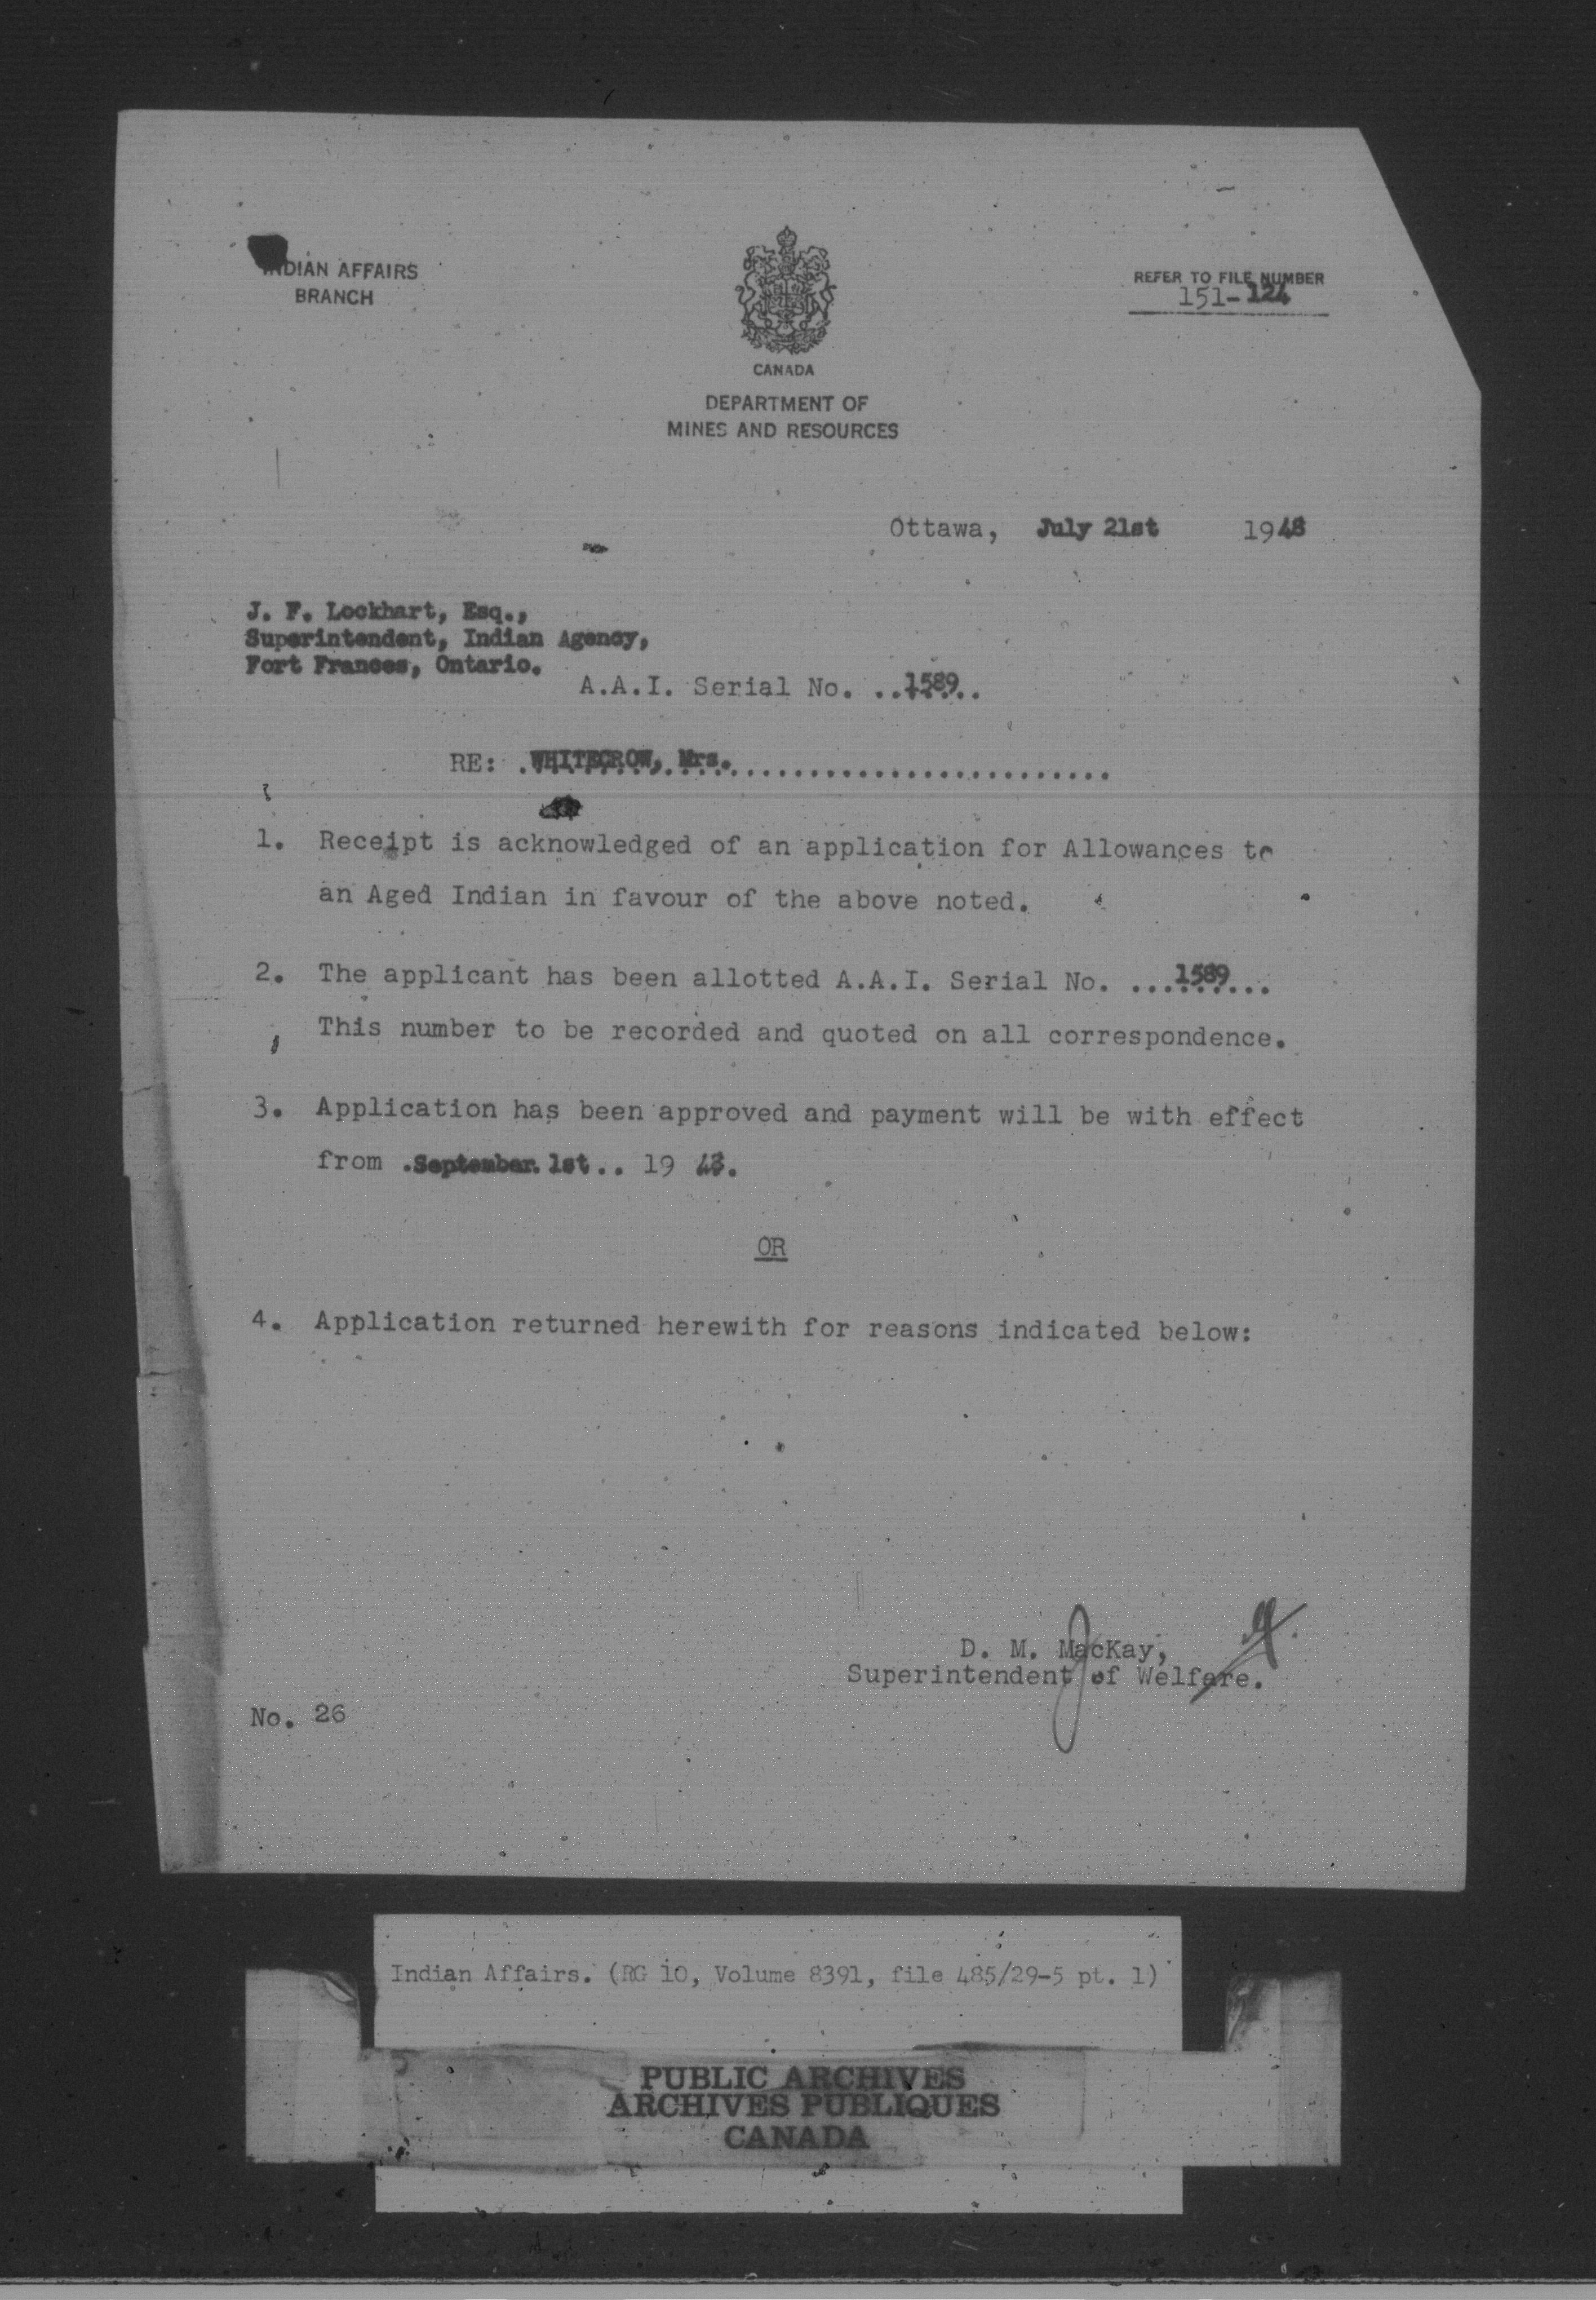 INDIAN AFFAIRS
BRANCH
REFER TO FILE NUMBER
151-124
CANADA
DEPARTMENT OF
MINES AND RESOURCES
Ottawa, July 21st 1948
J. F. Lockhart, Esq.,
Superintendent, Indian Agency,
Fort Frances, Ontario.
A.A.I. Serial No. ..1589..
RE: .WHITECROW, Mrs...............................
1. Receipt is acknowledged of an application for Allowances to
an Aged Indian in favour of the above noted.
2. The applicant has been allotted A.A.I. Serial No. ...1589...
This number to be recorded and quoted on all correspondence.
3. Application has been approved and payment will be with effect
from .September 1st.. 19 48.
OR
4. Application returned herewith for reasons indicated below:
D. M. MacKay,
Superintendent of Welfare.
No. 26
Indian Affairs. (RG 10, Volume 8391, file 485/29-5 pt. 1)
PUBLIC ARCHIVES
ARCHIVES PUBLIQUES
CANADA